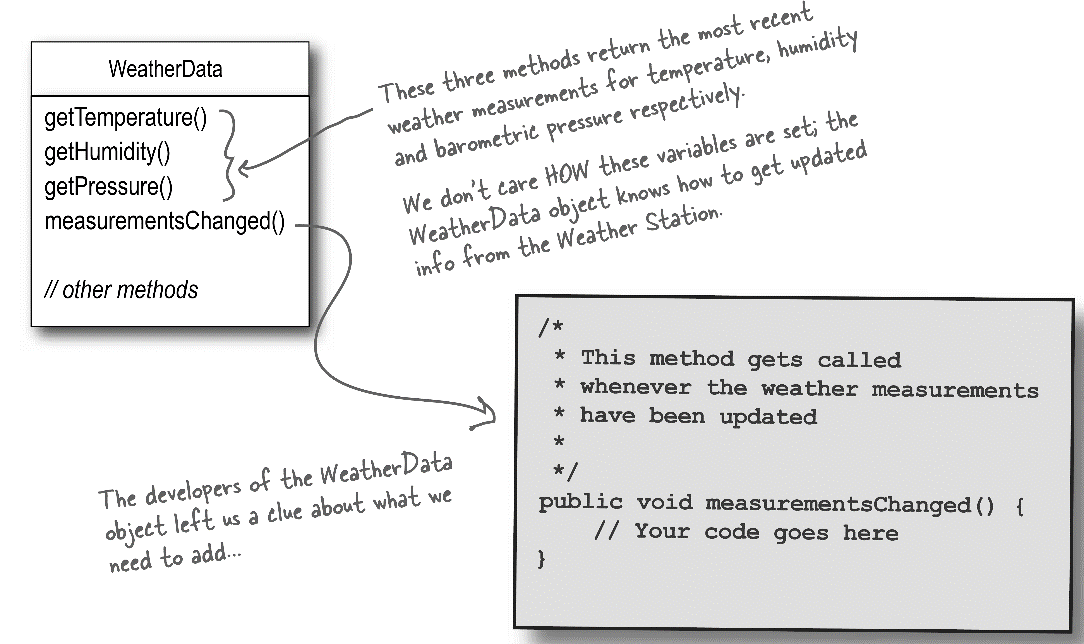 WeatherData
getTemperature()
getHumidity()
getPressure()
measurementsChanged()
// other methods
These three methods return the most recent
weather measurements for temperature, humidity
and barometric pressure respectively.
We don't care HOW these variables are set; the
WeatherData object knows how to get updated
info from the Weather Station.
/*
* This method gets called
* whenever the weather measurements
* have been updated
*
*/
public void measurementsChanged() {
// Your code goes here
}
The developers of the WeatherData
object left us a clue about what we
need to add...